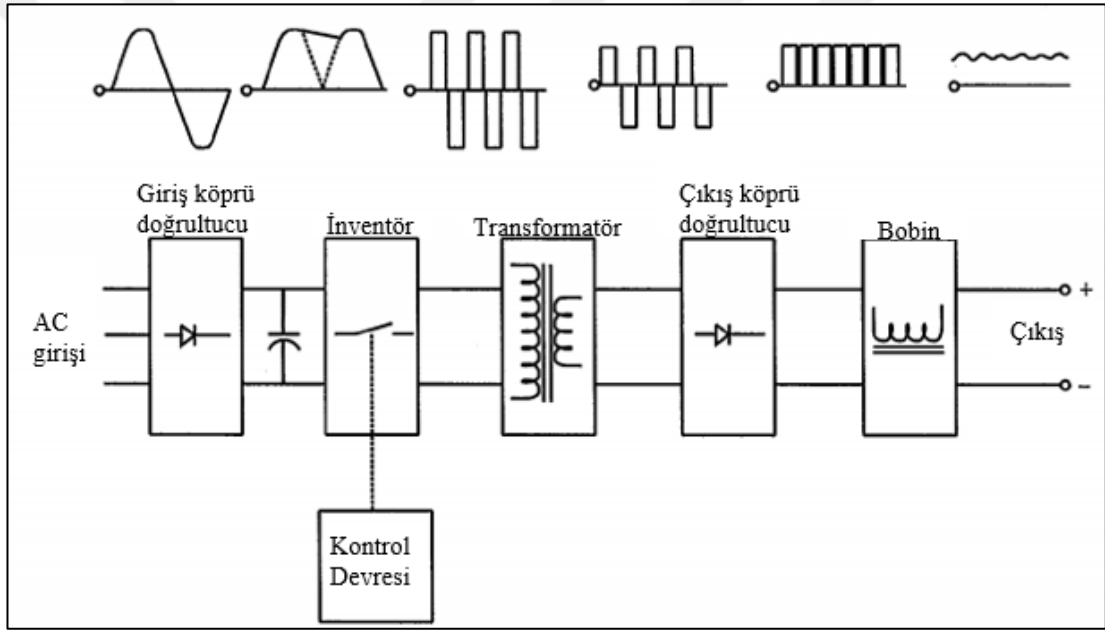 Giriş köprü
doğrultucu
İnventör
Transformatör
Çıkış köprü
doğrultucu
Bobin
AC
girişi
+
Çıkış
-
Kontrol
Devresi